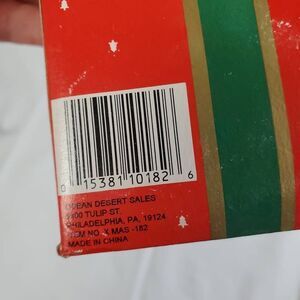 0 15381 10182 6
OCEAN DESERT SALES
TULIP ST.
PHILADELPHIA, PA, 19124
ITEM NO. X MAS -182
MADE IN CHINA